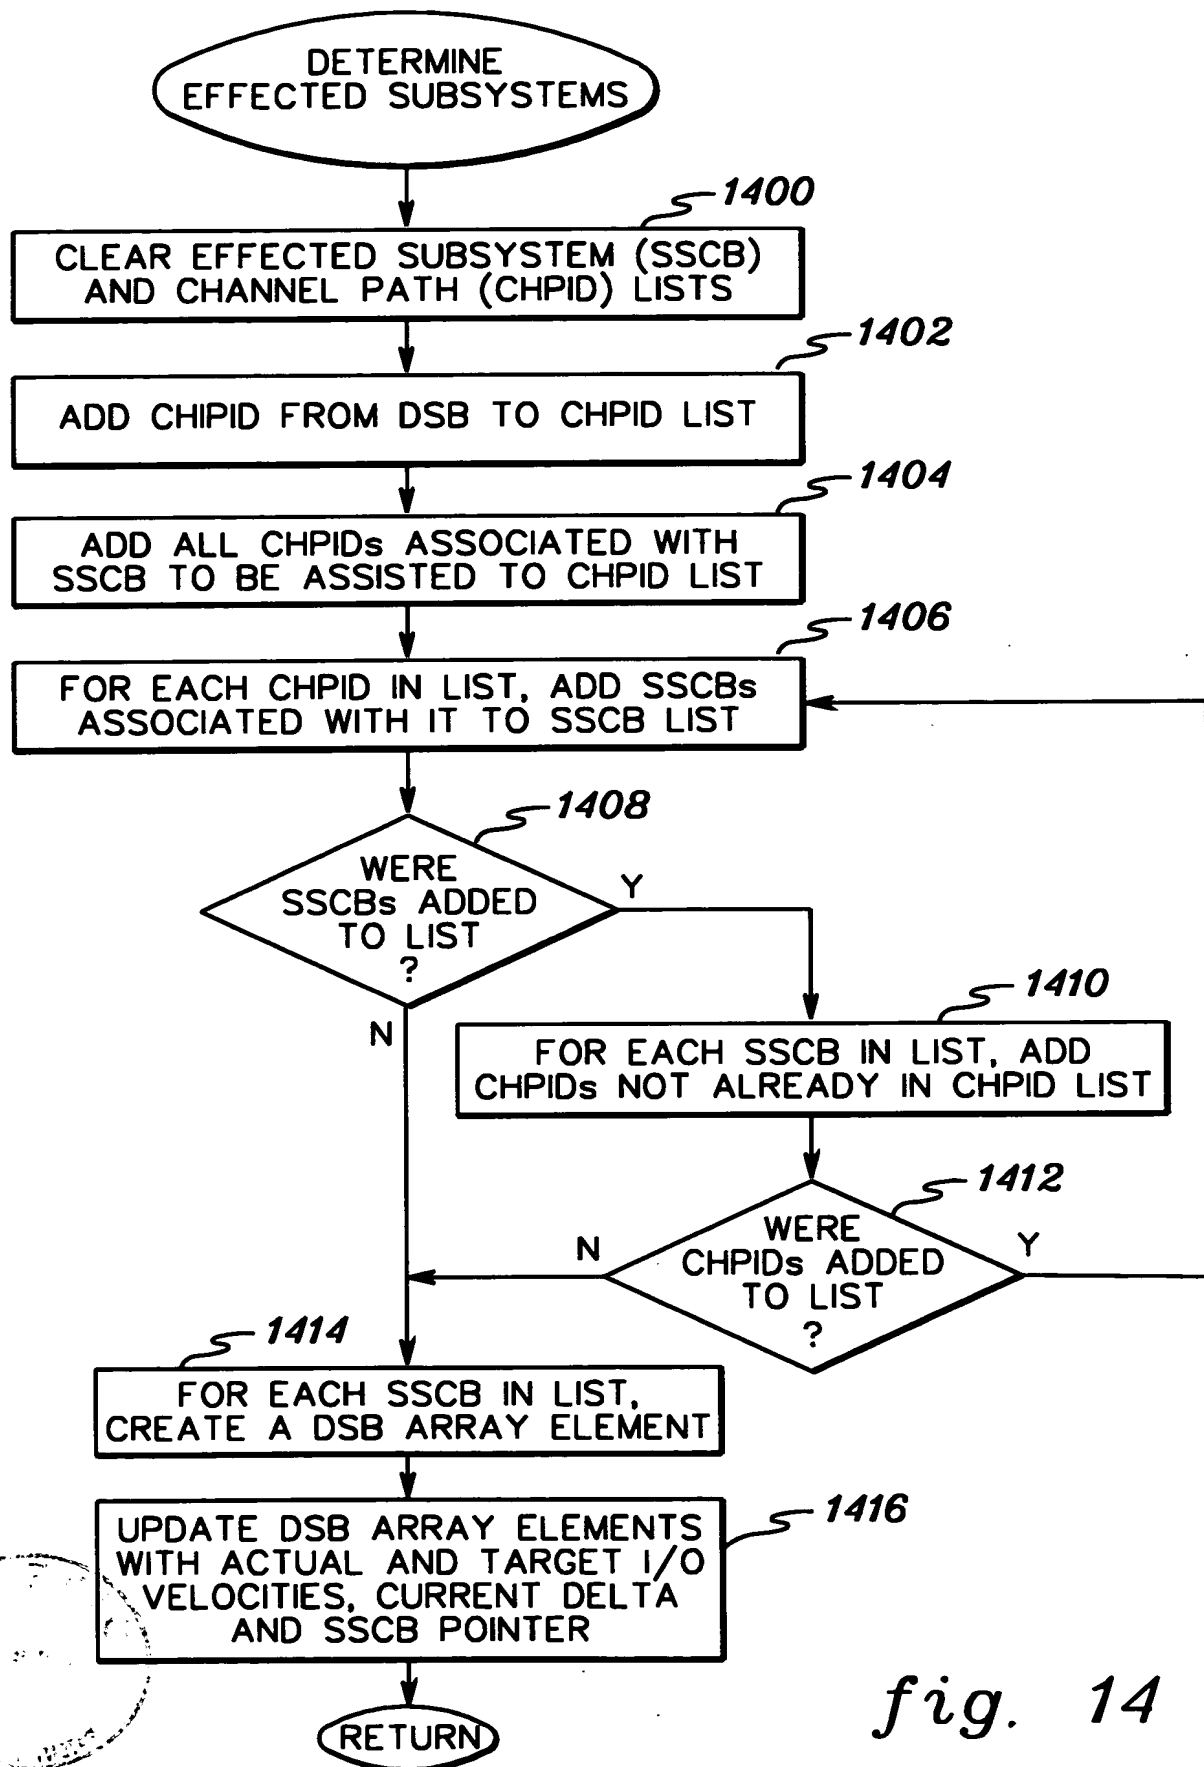 DETERMINE
EFFECTED SUBSYSTEMS
1400
CLEAR EFFECTED SUBSYSTEM (SSCB)
AND CHANNEL PATH (CHPID) LISTS
1402
ADD CHIPID FROM DSB TO CHPID LIST
1404
ADD ALL CHPIDs ASSOCIATED WITH
SSCB TO BE ASSISTED TO CHPID LIST
1406
FOR EACH CHPID IN LIST, ADD SSCBs
ASSOCIATED WITH IT TO SSCB LIST
1408
WERE
SSCBs ADDED
TO LIST
?
Y
N
1410
FOR EACH SSCB IN LIST, ADD
CHPIDs NOT ALREADY IN CHPID LIST
1412
WERE
CHPIDs ADDED
TO LIST
?
N
Y
1414
FOR EACH SSCB IN LIST,
CREATE A DSB ARRAY ELEMENT
1416
UPDATE DSB ARRAY ELEMENTS
WITH ACTUAL AND TARGET I/O
VELOCITIES, CURRENT DELTA
AND SSCB POINTER
RETURN
fig. 14